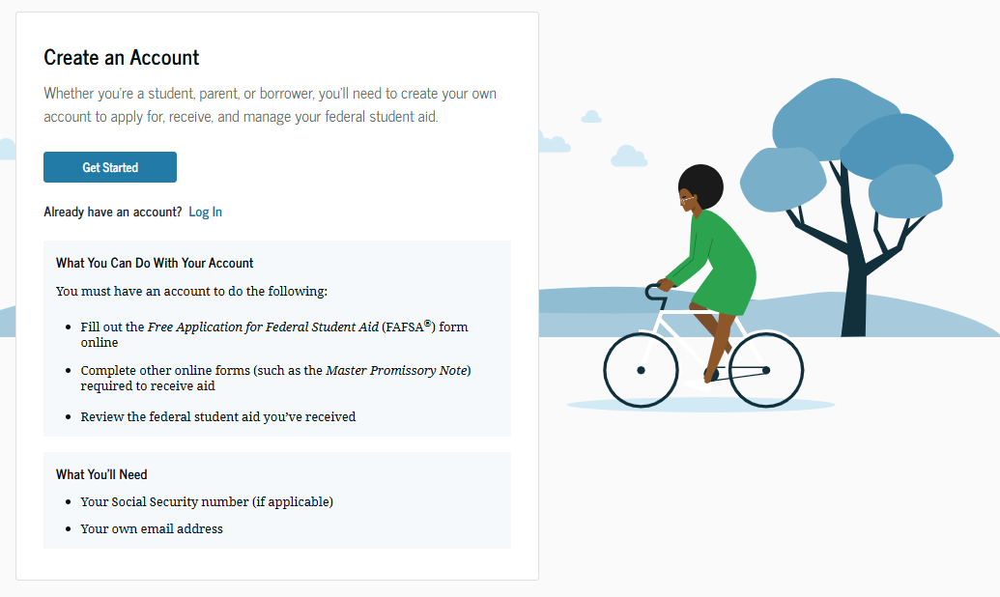 Create an Account
Whether you're a student, parent, or borrower, you'll need to create your own
account to apply for, receive, and manage your federal student aid.
Get Started
Already have an account? Log In
What You Can Do With Your Account
You must have an account to do the following:
• Fill out the Free Application for Federal Student Aid (FAFSA®) form
online
• Complete other online forms (such as the Master Promissory Note)
required to receive aid
• Review the federal student aid you’ve received
What You'll Need
• Your Social Security number (if applicable)
• Your own email address